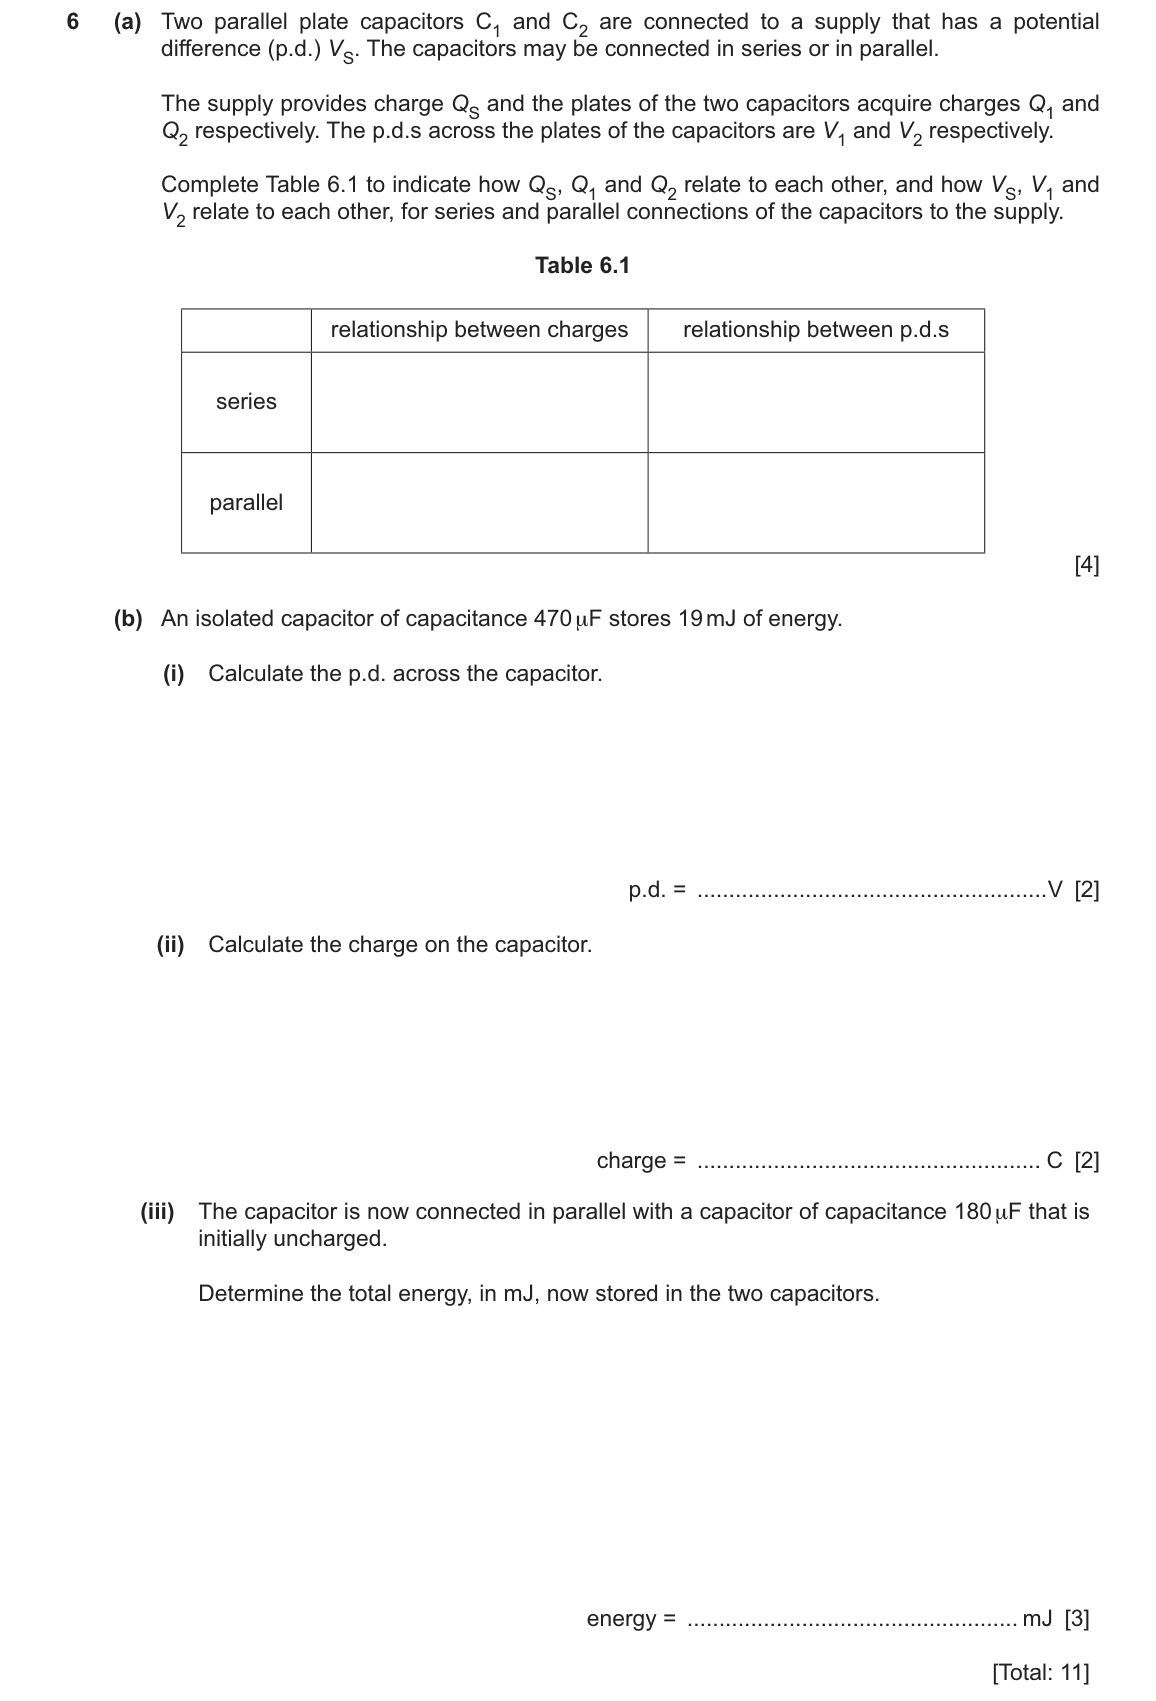 6 (a) Two parallel plate capacitors C1 and C2 are connected to a supply that has a potential
difference (p.d.) VS. The capacitors may be connected in series or in parallel.
The supply provides charge QS and the plates of the two capacitors acquire charges Q1 and
Q2 respectively. The p.d.s across the plates of the capacitors are V1 and V2 respectively.
Complete Table 6.1 to indicate how QS, Q1 and Q2 relate to each other, and how VS, V1 and
V2 relate to each other, for series and parallel connections of the capacitors to the supply.
Table 6.1
relationship between charges relationship between p.d.s
series
parallel
[4]
(b) An isolated capacitor of capacitance 470 μF stores 19 mJ of energy.
(i) Calculate the p.d. across the capacitor.
p.d. = ....................................................... V [2]
(ii) Calculate the charge on the capacitor.
charge = ...................................................... C [2]
(iii) The capacitor is now connected in parallel with a capacitor of capacitance 180 μF that is
initially uncharged.
Determine the total energy, in mJ, now stored in the two capacitors.
energy = .................................................... mJ [3]
[Total: 11]